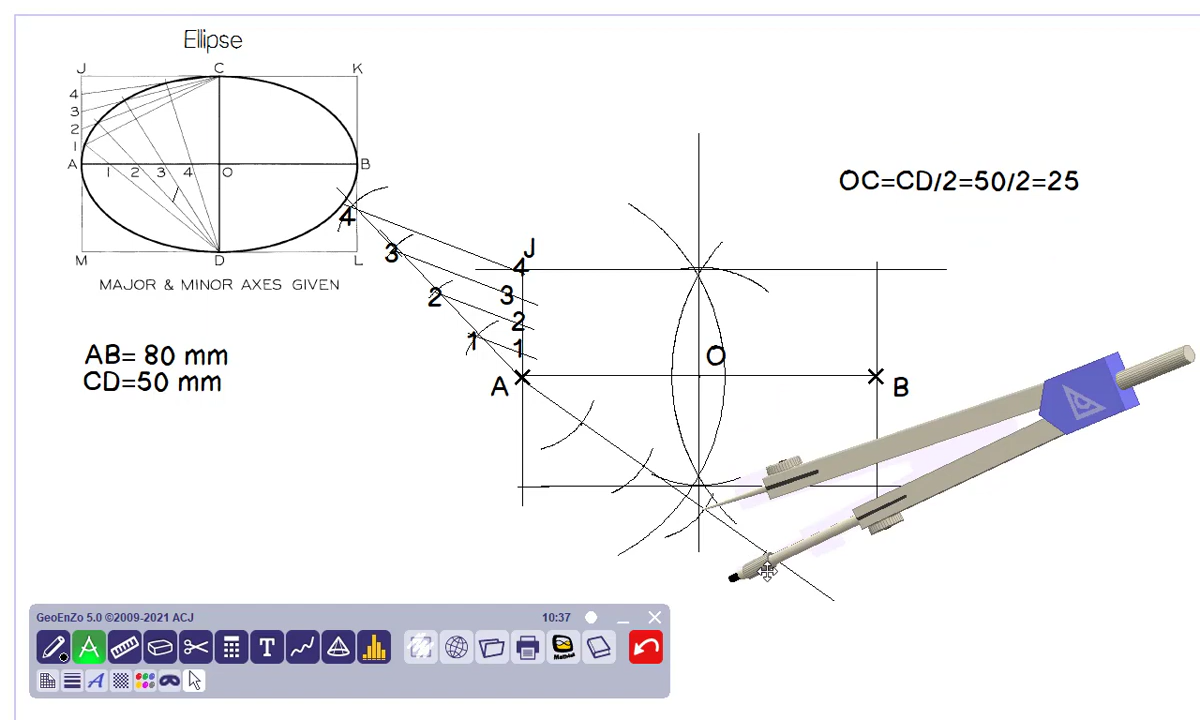 Ellipse
J C K
4
3
2
1
A 1 2 3 4 O B
M D L
MAJOR & MINOR AXES GIVEN
AB= 80 mm
CD=50 mm
OC=CD/2=50/2=25
J
4 4
3 3
2 2
1 1
O
A B
GeoEnZo 5.0 ©2009-2021 ACJ 10:37
T
A